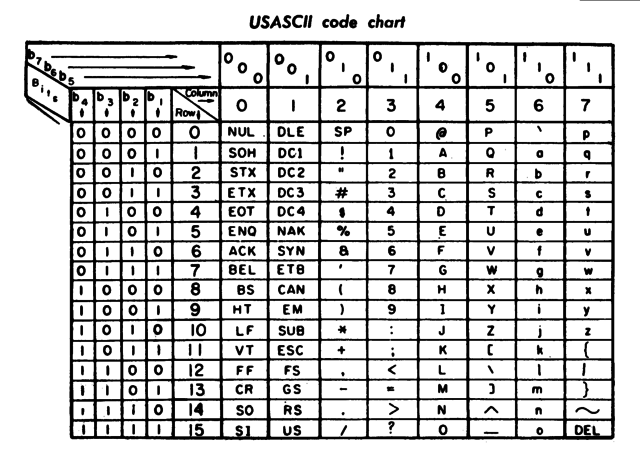 USASCII code chart
b7 b6 b5 0 0 0 0 0 1 0 1 0 0 1 1 1 0 0 1 0 1 1 1 0 1 1 1
Bits b4 b3 b2 b1 Column Row 0 1 2 3 4 5 6 7
0 0 0 0 0 NUL DLE SP 0 @ P ` p
0 0 0 1 1 SOH DC1 ! 1 A Q a q
0 0 1 0 2 STX DC2 " 2 B R b r
0 0 1 1 3 ETX DC3 # 3 C S c s
0 1 0 0 4 EOT DC4 $ 4 D T d t
0 1 0 1 5 ENQ NAK % 5 E U e u
0 1 1 0 6 ACK SYN & 6 F V f v
0 1 1 1 7 BEL ETB ' 7 G W g w
1 0 0 0 8 BS CAN ( 8 H X h x
1 0 0 1 9 HT EM ) 9 I Y i y
1 0 1 0 10 LF SUB * : J Z j z
1 0 1 1 11 VT ESC + ; K [ k {
1 1 0 0 12 FF FS , < L \ l |
1 1 0 1 13 CR GS - = M ] m }
1 1 1 0 14 SO RS . > N ^ n ~
1 1 1 1 15 SI US / ? O _ o DEL